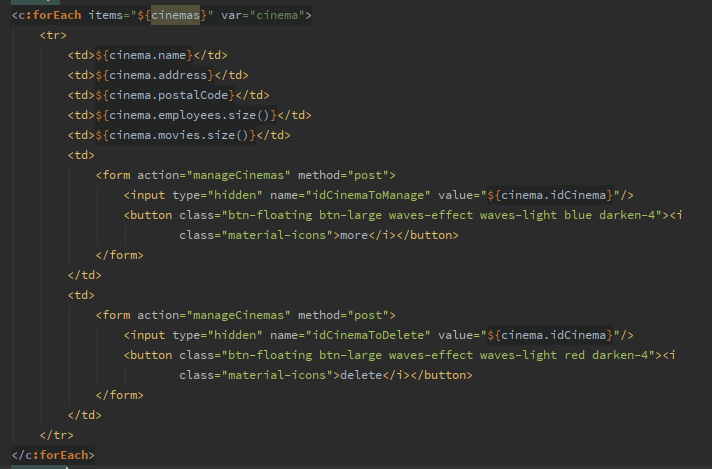 <c:forEach items="${cinemas}" var="cinema">
<tr>
<td>${cinema.name}</td>
<td>${cinema.address}</td>
<td>${cinema.postalCode}</td>
<td>${cinema.employees.size()}</td>
<td>${cinema.movies.size()}</td>
<td>
<form action="manageCinemas" method="post">
<input type="hidden" name="idCinemaToManage" value="${cinema.idCinema}"/>
<button class="btn-floating btn-large waves-effect waves-light blue darken-4"><i
class="material-icons">more</i></button>
</form>
</td>
<td>
<form action="manageCinemas" method="post">
<input type="hidden" name="idCinemaToDelete" value="${cinema.idCinema}"/>
<button class="btn-floating btn-large waves-effect waves-light red darken-4"><i
class="material-icons">delete</i></button>
</form>
</td>
</tr>
</c:forEach>